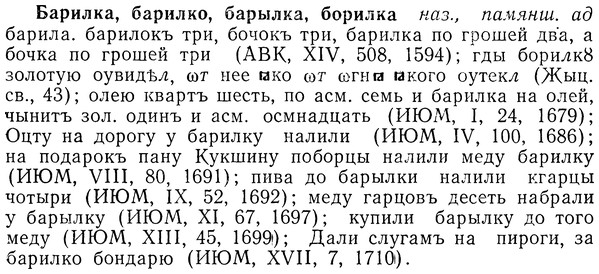 Барилка, барилко, барылка, борилка наз., памянш. ад
барила. барилокъ три, бочокъ три, барилка по грошей два, а
бочка по грошей три (АВК, XIV, 508, 1594); гды борилкꙋ
золотую оувидѣл, ѡт нее ꙗко ѡт ѡгнꙗ ꙗкого оутекл (Жыц.
св., 43); олею квартъ шесть, по асм. семь и барилка на олей,
чынитъ зол. одинъ и асм. осмнадцать (ИЮМ, I, 24, 1679);
Оцту на дорогу у барилку налили (ИЮМ, IV, 100, 1686);
на подарокъ пану Кукшину поборцы налили меду барилку
(ИЮМ, VIII, 80, 1691); пива до барылки налили кгарцы
чотыри (ИЮМ, IX, 52, 1692); меду гарцовъ десеть набрали
у барылку (ИЮМ, XI, 67, 1697); купили барылку до того
меду (ИЮМ, XIII, 45, 1699); Дали слугамъ на пироги, за
барилко бондарю (ИЮМ, XVII, 7, 1710).